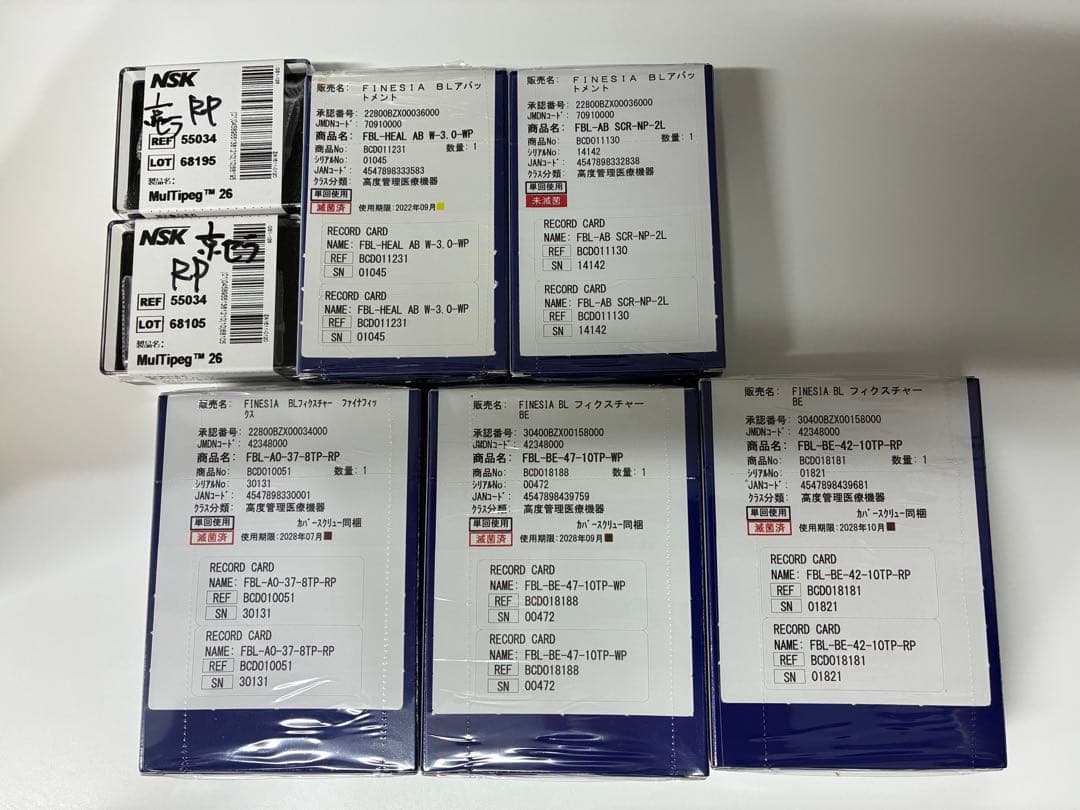 NSK
京セラ RP
REF 55034
LOT 68195
製品名:
MulTipeg™ 26
NSK 京セラ
RP
REF 55034
LOT 68105
製品名:
MulTipeg™ 26
販売名: FINESIA BLアバッ
トメント
承認番号: 22800BZX00036000
JMDNコード: 70910000
商品名: FBL-HEAL AB W-3.0-WP
商品No: BCD011231 数量: 1
シリアルNo: 01045
JANコード: 4547898333583
クラス分類: 高度管理医療機器
単回使用
滅菌済 使用期限:2022年09月
RECORD CARD
NAME: FBL-HEAL AB W-3.0-WP
REF BCD011231
SN 01045
RECORD CARD
NAME: FBL-HEAL AB W-3.0-WP
REF BCD011231
SN 01045
販売名: FINESIA BLアバッ
トメント
承認番号: 22800BZX00036000
JMDNコード: 70910000
商品名: FBL-AB SCR-NP-2L
商品No: BCD011130 数量: 1
シリアルNo: 14142
JANコード: 4547898332838
クラス分類: 高度管理医療機器
単回使用
未滅菌
RECORD CARD
NAME: FBL-AB SCR-NP-2L
REF BCD011130
SN 14142
RECORD CARD
NAME: FBL-AB SCR-NP-2L
REF BCD011130
SN 14142
販売名: FINESIA BLフィクスチャー ファイナフィッ
クス
承認番号: 22800BZX00034000
JMDNコード: 42348000
商品名: FBL-AO-37-8TP-RP
商品No: BCD010051 数量: 1
シリアルNo: 30131
JANコード: 4547898330001
クラス分類: 高度管理医療機器
単回使用 カバースクリュー同梱
滅菌済 使用期限:2028年07月
RECORD CARD
NAME: FBL-AO-37-8TP-RP
REF BCD010051
SN 30131
RECORD CARD
NAME: FBL-AO-37-8TP-RP
REF BCD010051
SN 30131
販売名: FINESIA BL フィクスチャー
BE
承認番号: 30400BZX00158000
JMDNコード: 42348000
商品名: FBL-BE-47-10TP-WP
商品No: BCD018188 数量: 1
シリアルNo: 00472
JANコード: 4547898439759
クラス分類: 高度管理医療機器
単回使用 カバースクリュー同梱
滅菌済 使用期限:2028年09月
RECORD CARD
NAME: FBL-BE-47-10TP-WP
REF BCD018188
SN 00472
RECORD CARD
NAME: FBL-BE-47-10TP-WP
REF BCD018188
SN 00472
販売名: FINESIA BL フィクスチャー
BE
承認番号: 30400BZX00158000
JMDNコード: 42348000
商品名: FBL-BE-42-10TP-RP
商品No: BCD018181 数量: 1
シリアルNo: 01821
JANコード: 4547898439681
クラス分類: 高度管理医療機器
単回使用 カバースクリュー同梱
滅菌済 使用期限:2028年10月
RECORD CARD
NAME: FBL-BE-42-10TP-RP
REF BCD018181
SN 01821
RECORD CARD
NAME: FBL-BE-42-10TP-RP
REF BCD018181
SN 01821